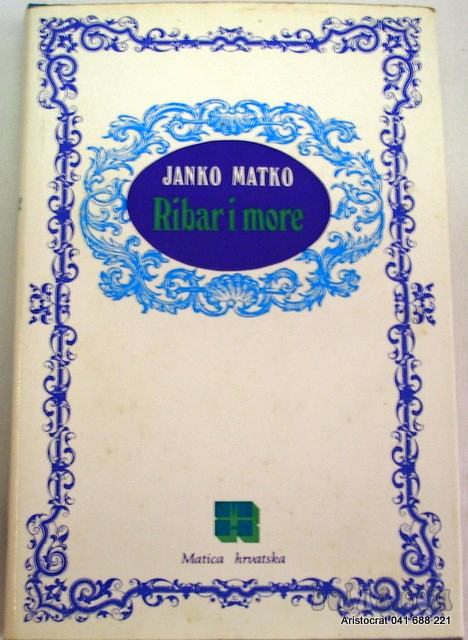 JANKO MATKO
Ribar i more
Matica hrvatska
Aristocrat 041 688 221